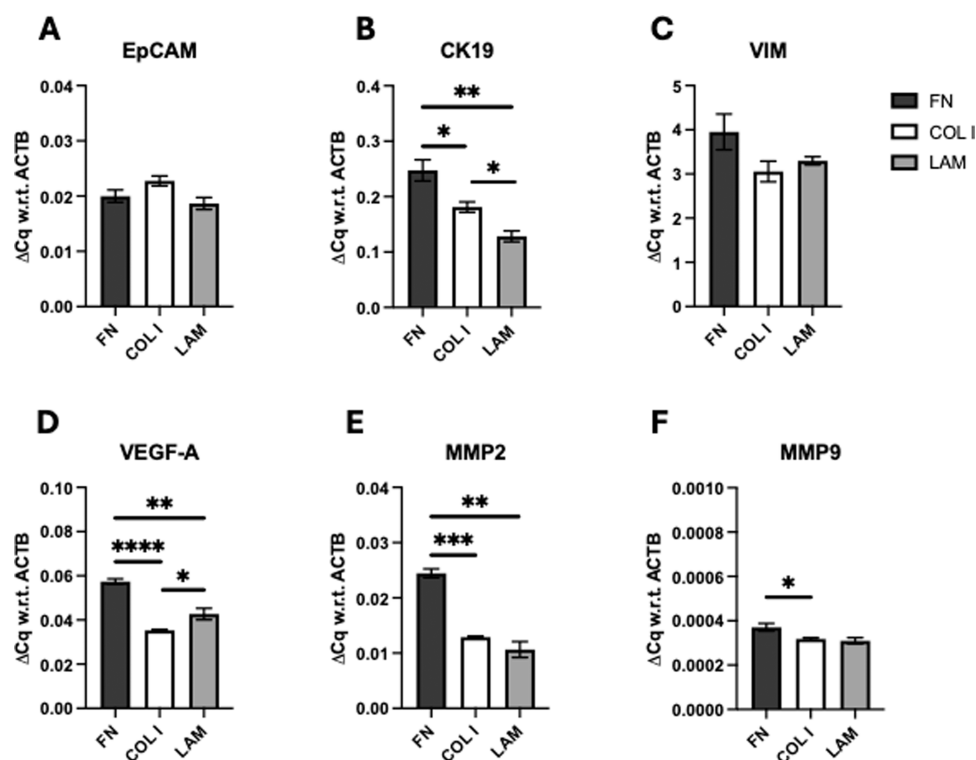 A
EpCAM
ΔCq w.r.t. ACTB
0.04
0.03
0.02
0.01
0.00
FN
COL I
LAM
B
CK19
ΔCq w.r.t. ACTB
0.4
0.3
0.2
0.1
0.0
**
*
*
FN
COL I
LAM
C
VIM
ΔCq w.r.t. ACTB
5
4
3
2
1
0
FN
COL I
LAM
FN
COL I
LAM
D
VEGF-A
ΔCq w.r.t. ACTB
0.10
0.08
0.06
0.04
0.02
0.00
**
****
*
FN
COL I
LAM
E
MMP2
ΔCq w.r.t. ACTB
0.04
0.03
0.02
0.01
0.00
**
***
FN
COL I
LAM
F
MMP9
ΔCq w.r.t. ACTB
0.0010
0.0008
0.0006
0.0004
0.0002
0.0000
*
FN
COL I
LAM